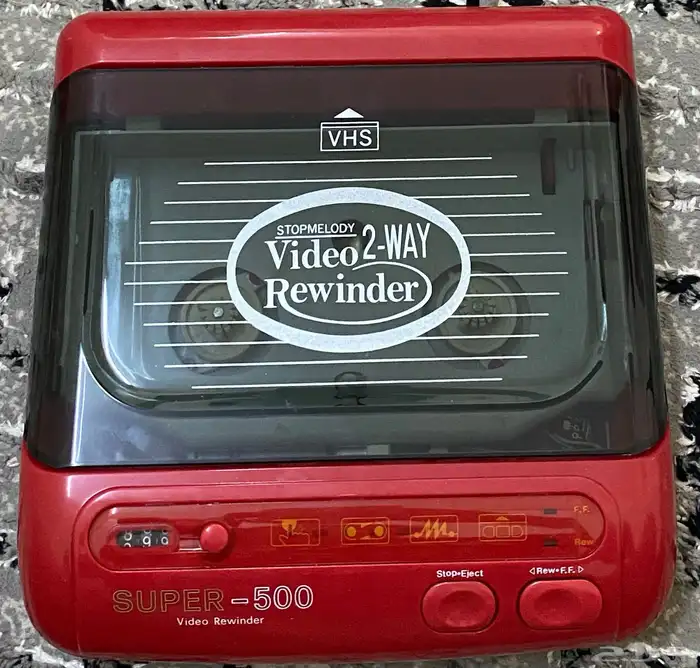 VHS
STOPMELODY
Video 2-WAY
Rewinder
F.F.
Rew
Stop•Eject
◁Rew•F.F.▷
SUPER-500
Video Rewinder